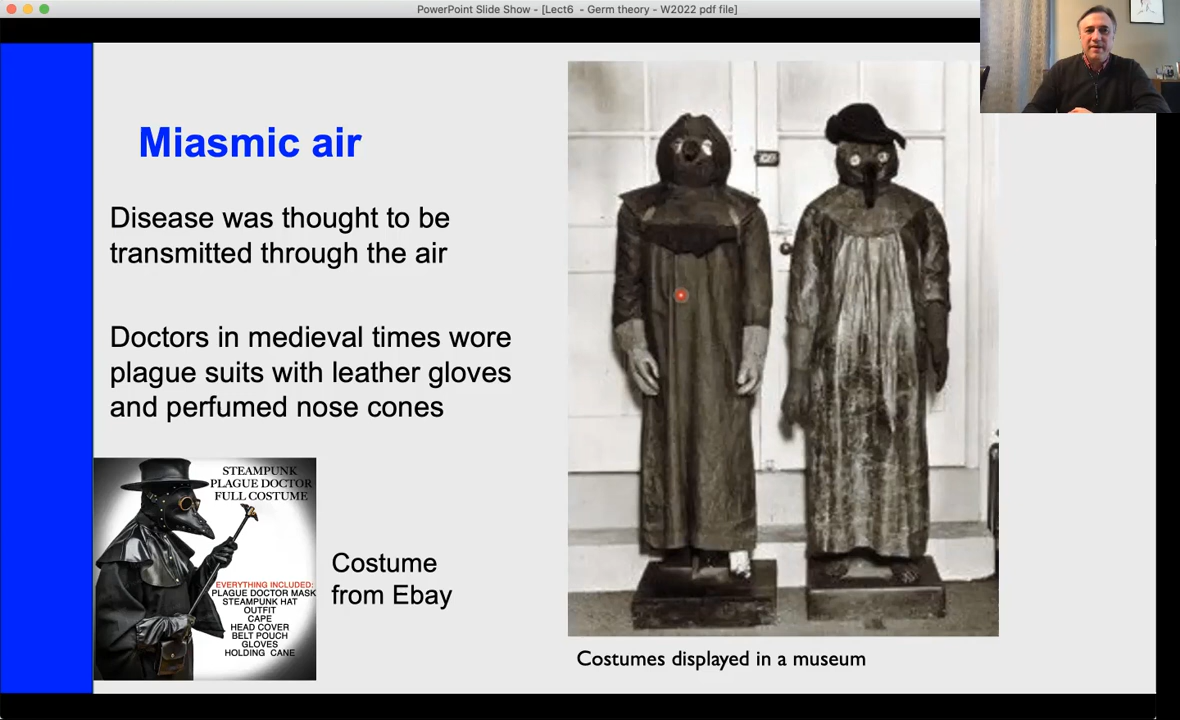 PowerPoint Slide Show - [Lect6 - Germ theory - W2022 pdf file]
Miasmic air
Disease was thought to be
transmitted through the air
Doctors in medieval times wore
plague suits with leather gloves
and perfumed nose cones
STEAMPUNK
PLAGUE DOCTOR
FULL COSTUME
EVERYTHING INCLUDED:
PLAGUE DOCTOR MASK
STEAMPUNK HAT
OUTFIT
CAPE
HEAD COVER
BELT POUCH
GLOVES
HOLDING CANE
Costume
from Ebay
Costumes displayed in a museum